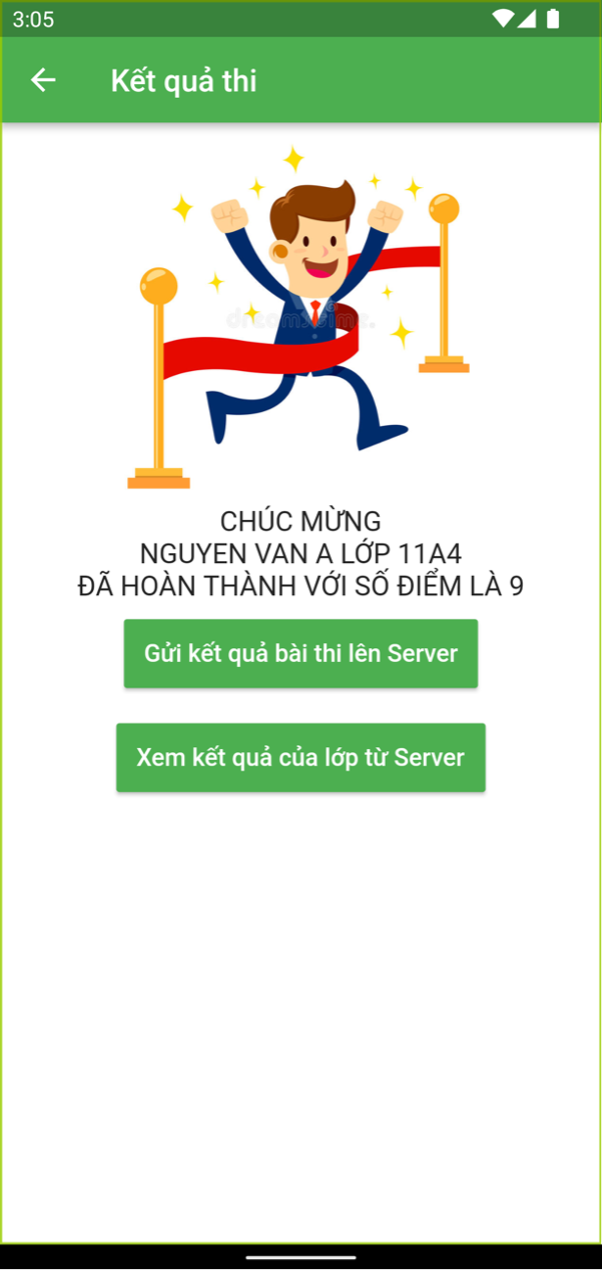 3:05
Kết quả thi
dreamstime.
CHÚC MỪNG
NGUYEN VAN A LỚP 11A4
ĐÃ HOÀN THÀNH VỚI SỐ ĐIỂM LÀ 9
Gửi kết quả bài thi lên Server
Xem kết quả của lớp từ Server